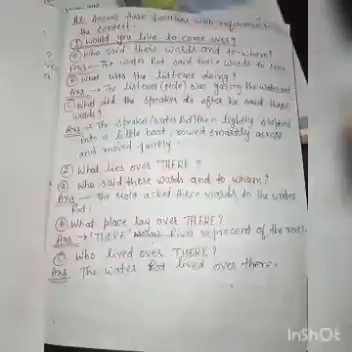 A2. Answer these questions with reference to
the context.
① Would you like to come over?
ⓐ Who said these words and to whom?
Ans → The water Rat said these words to Mole
ⓑ What was the listener doing?
Ans → The listener (Mole) was
ⓒ What did the speaker do after he said these
words?
Ans → The speaker (water Rat) then lightly stepped
into a little boat, rowed smartly across
and moved quickly.
② What lies over THERE?
ⓐ Who said these words and to whom?
Ans → The Mole asked these words to the water
Rat.
ⓑ What place lay over THERE?
Ans → 'THERE' River represent of the
ⓒ Who lived over THERE?
Ans The water Rat lived over there.
InShot